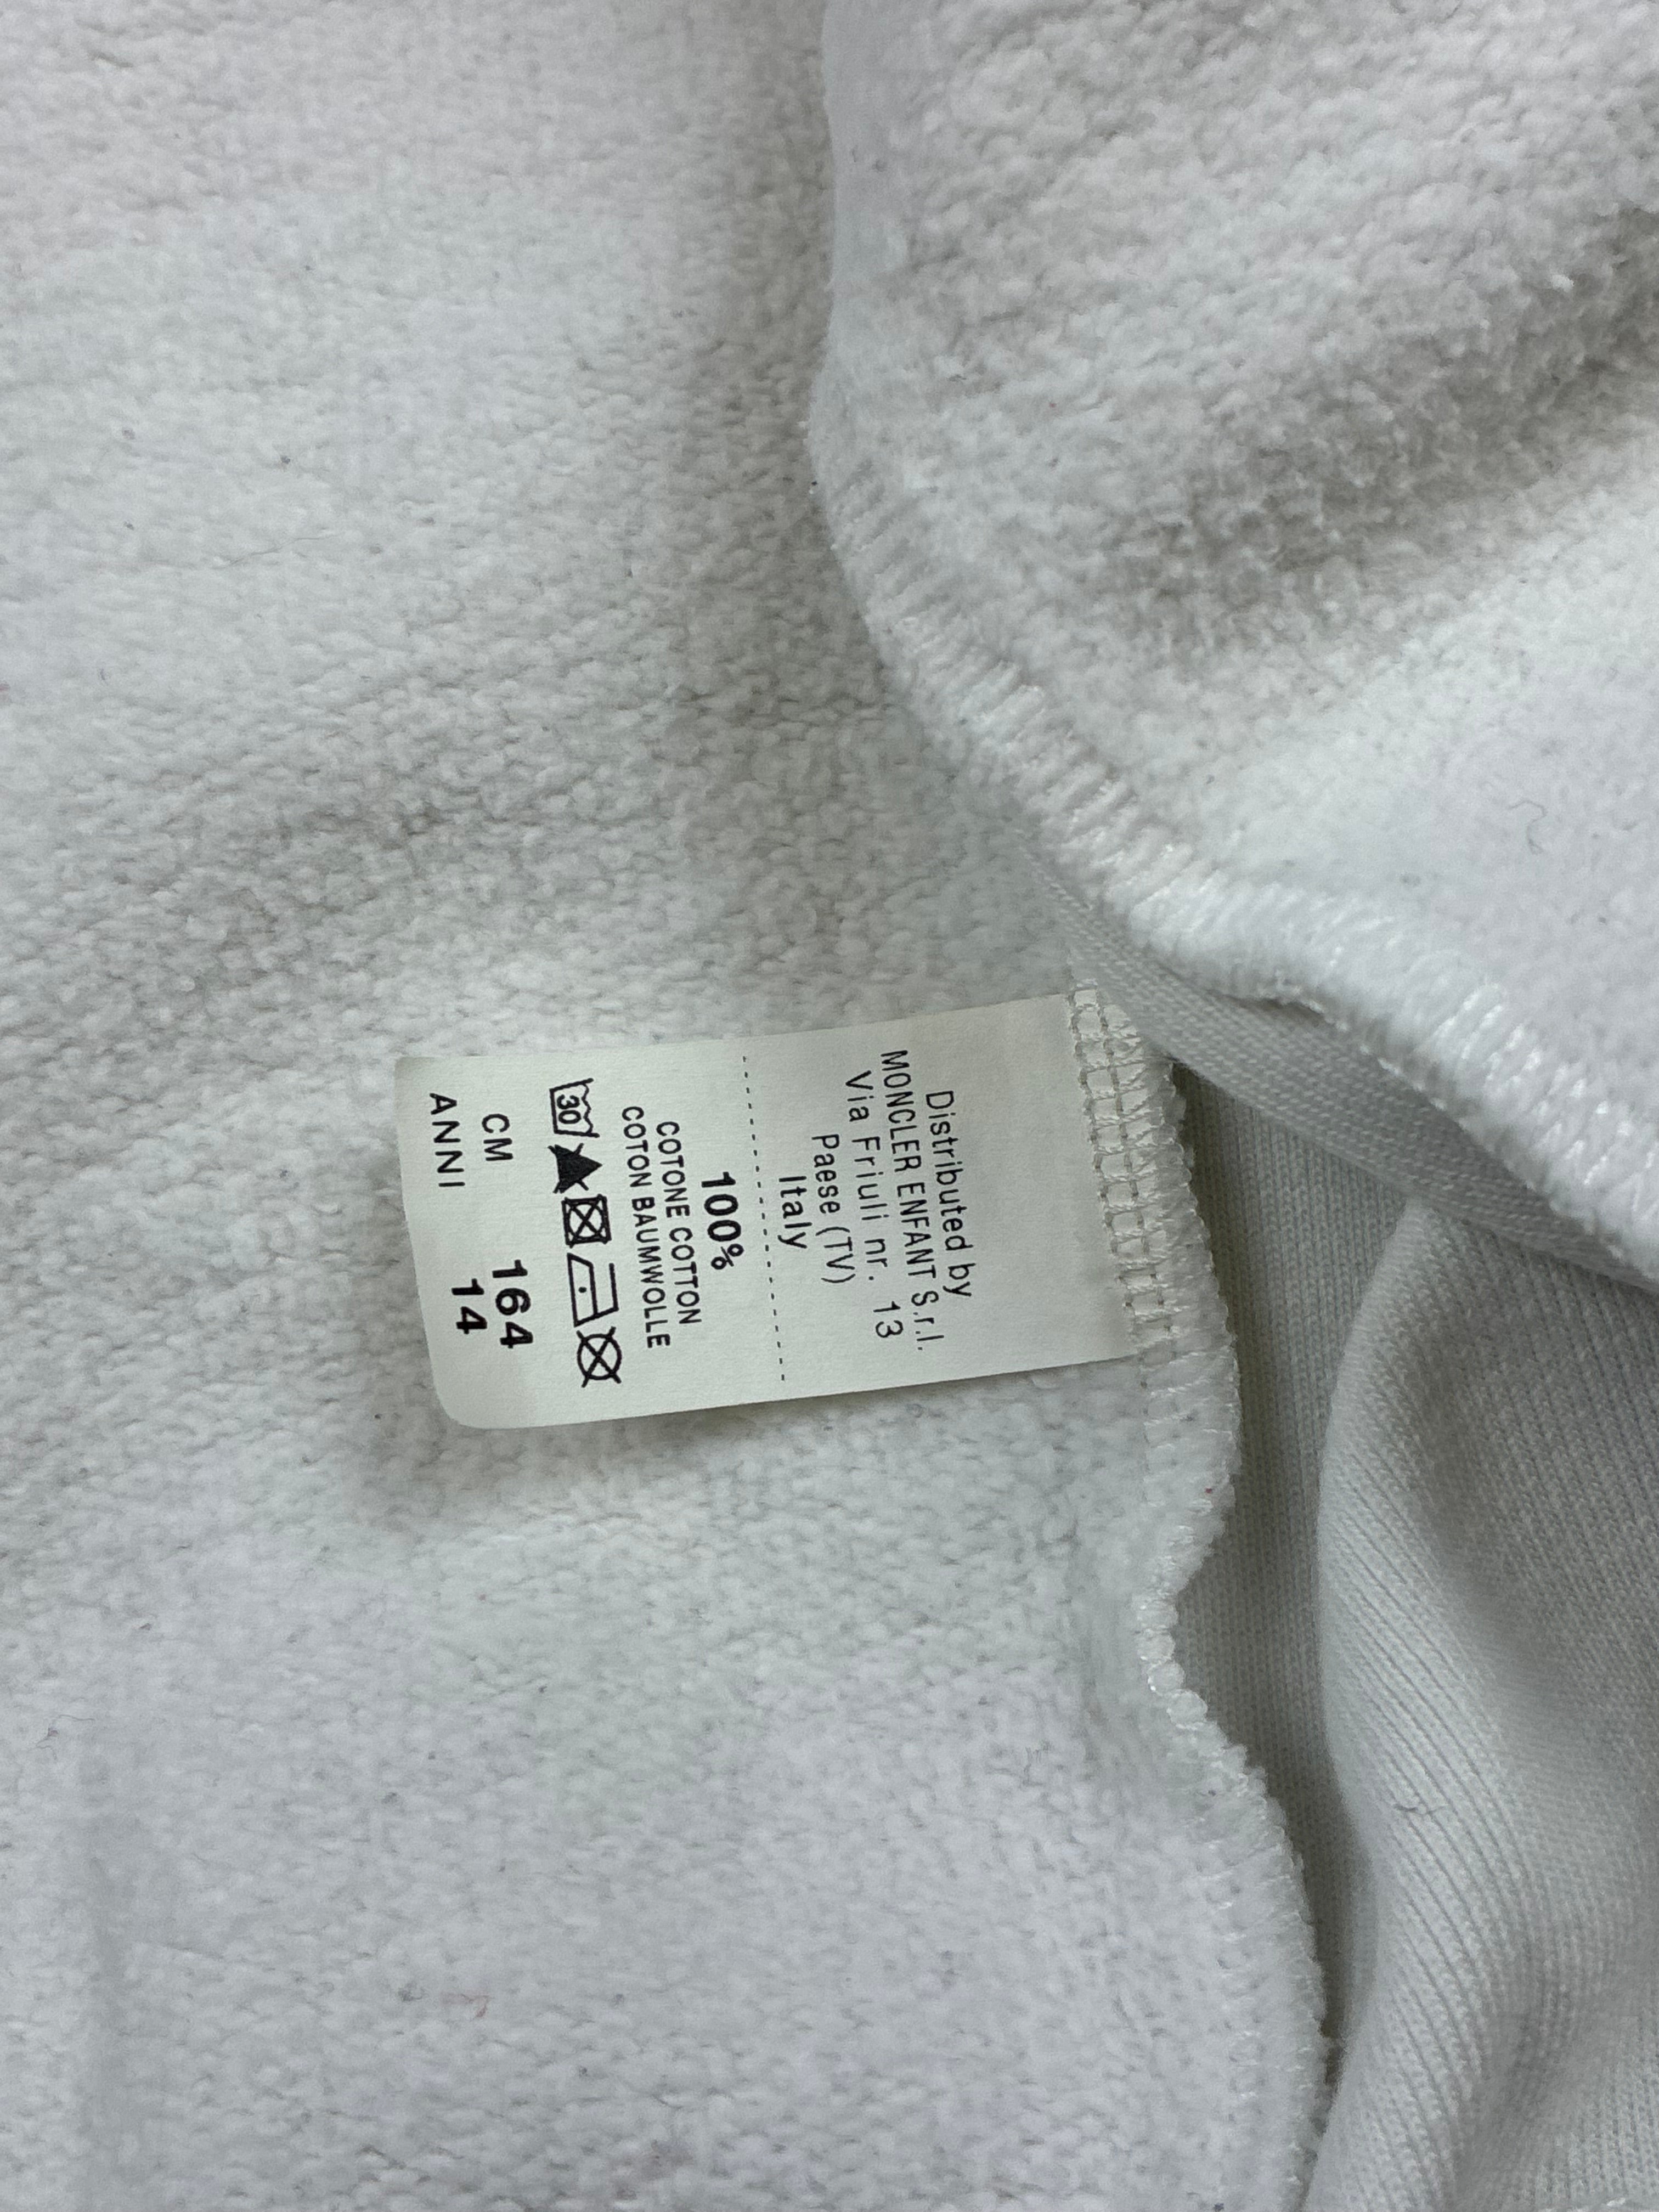 Distributed by
MONCLER ENFANT S.r.l.
Via Friuli nr. 13
Paese (TV)
Italy
100%
COTONE COTTON
COTON BAUMWOLLE
30
CM 164
ANNI 14